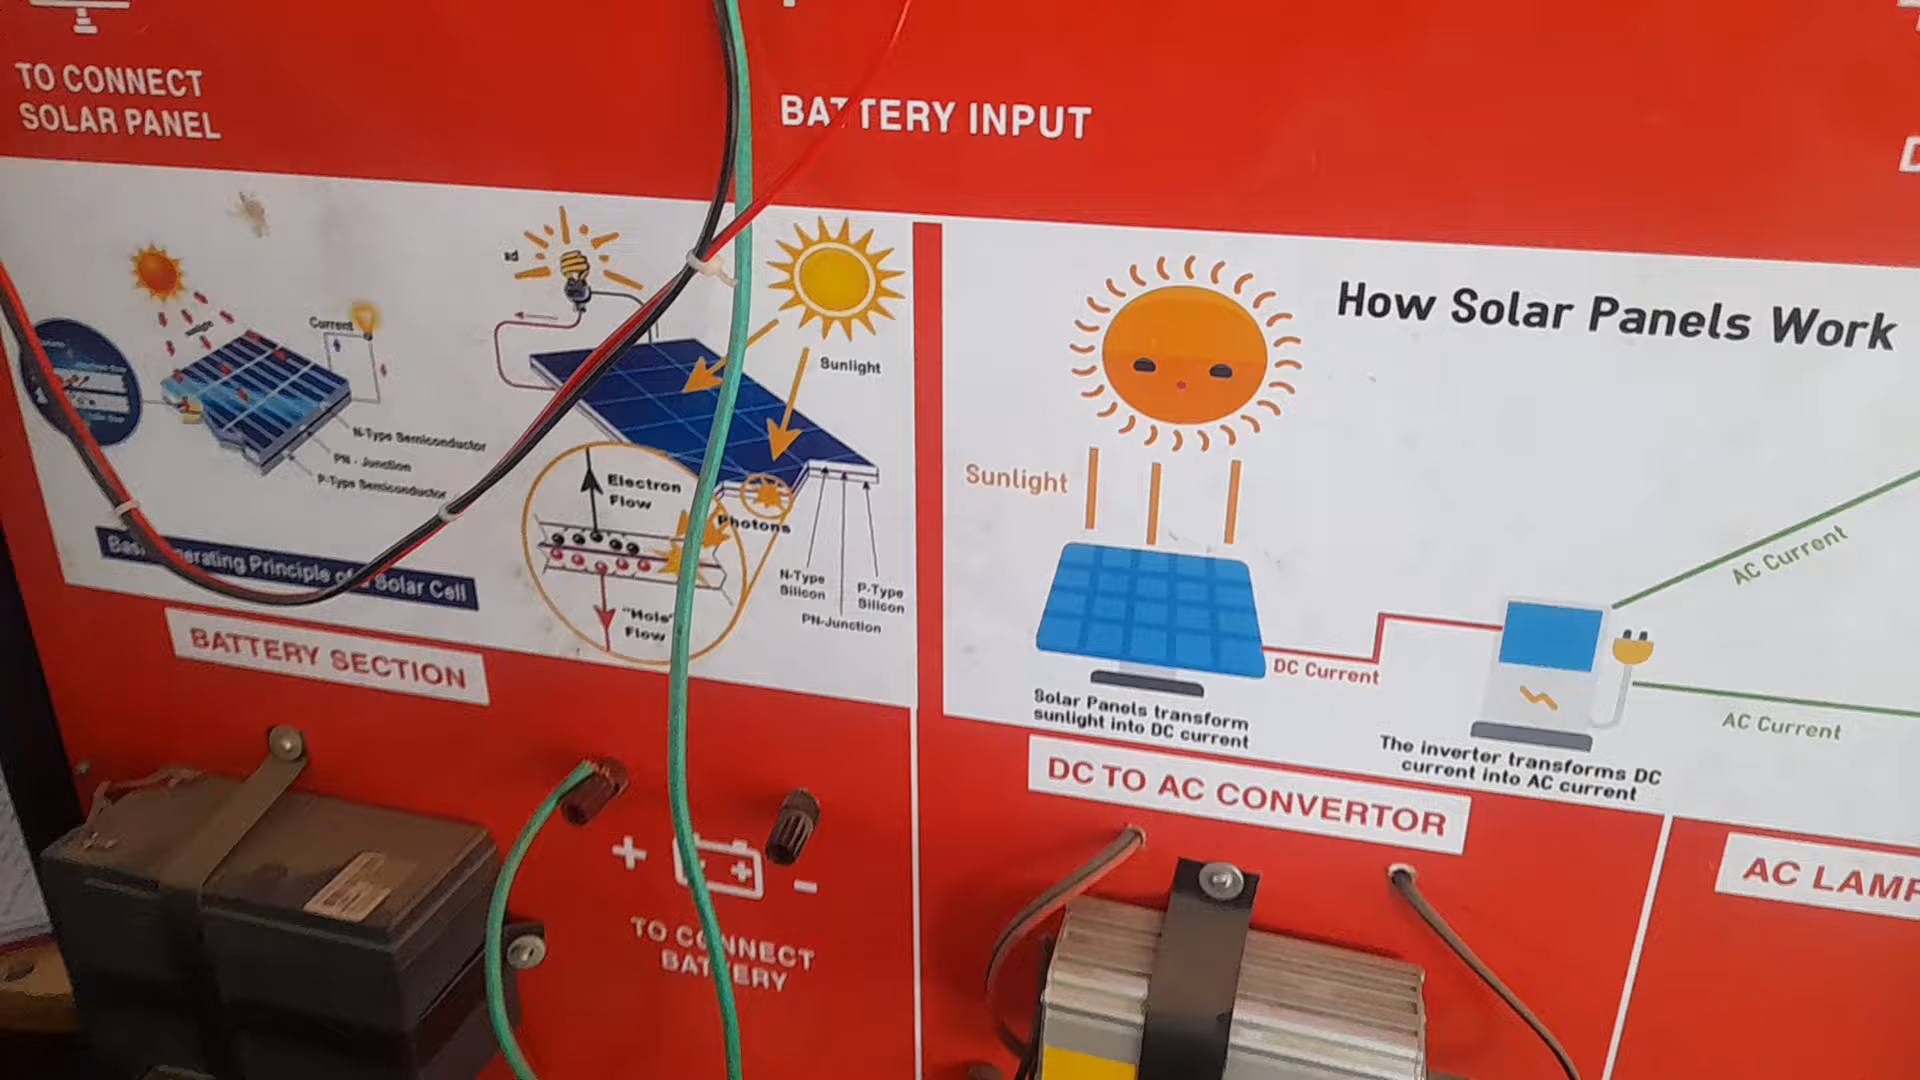 TO CONNECT
SOLAR PANEL
BATTERY INPUT
Current
N-Type Semiconductor
PN - Junction
P-Type Semiconductor
Solar Cell
Sunlight
Electron
Flow
Photons
"Hole"
Flow
N-Type
Silicon
P-Type
Silicon
PN-Junction
How Solar Panels Work
Sunlight
DC Current
AC Current
AC Current
Solar Panels transform
sunlight into DC current
The inverter transforms DC
current into AC current
BATTERY SECTION
TO CONNECT
BATTERY
DC TO AC CONVERTOR
AC LAMP